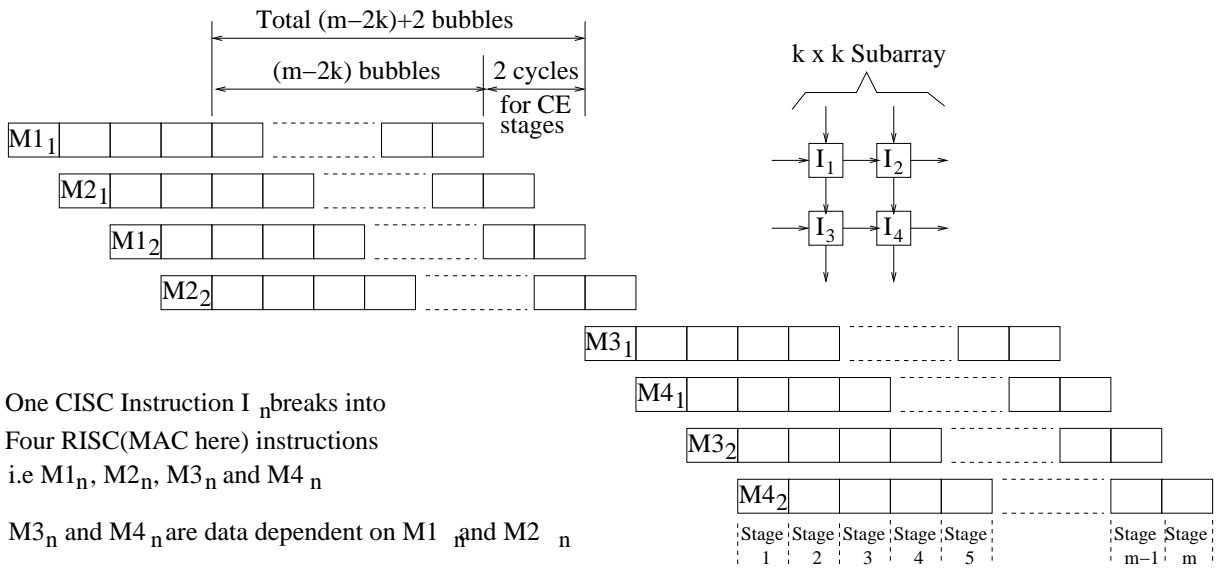 Total (m−2k)+2 bubbles
(m−2k) bubbles
2 cycles
for CE
stages
k x k Subarray
M1₁
M2₁
M1₂
M2₂
I₁
I₂
I₃
I₄
M3₁
M4₁
M3₂
M4₂
One CISC Instruction I n breaks into
Four RISC(MAC here) instructions
i.e M1n, M2n, M3n and M4 n
M3n and M4 n are data dependent on M1 n and M2 n
Stage Stage Stage Stage Stage Stage Stage
1 2 3 4 5 m−1 m